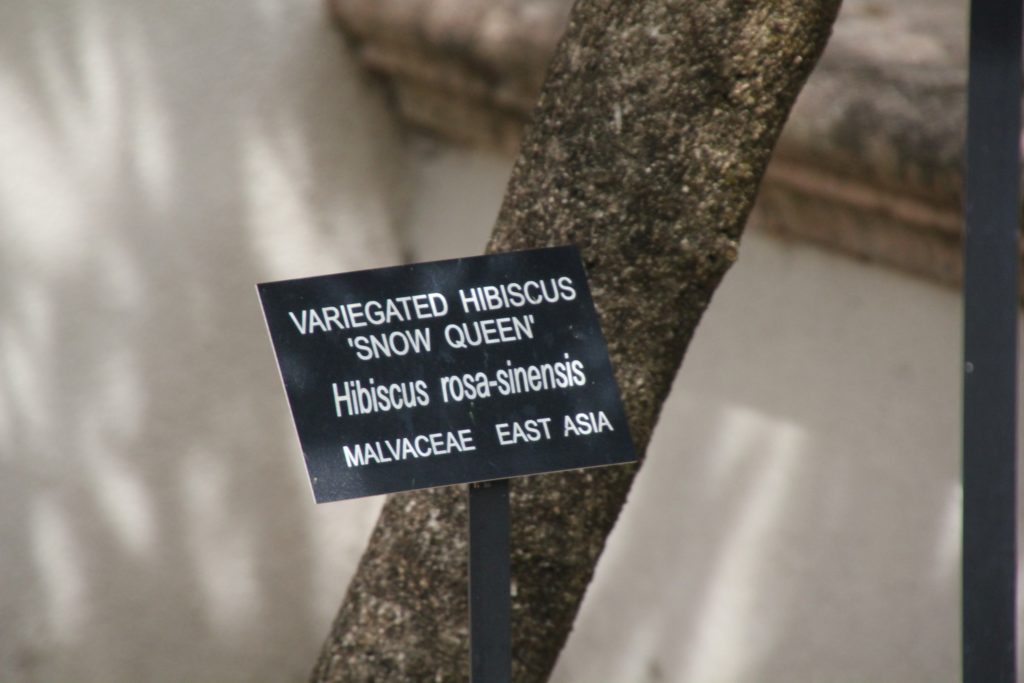 VARIEGATED HIBISCUS
'SNOW QUEEN'
Hibiscus rosa-sinensis
MALVACEAE EAST ASIA